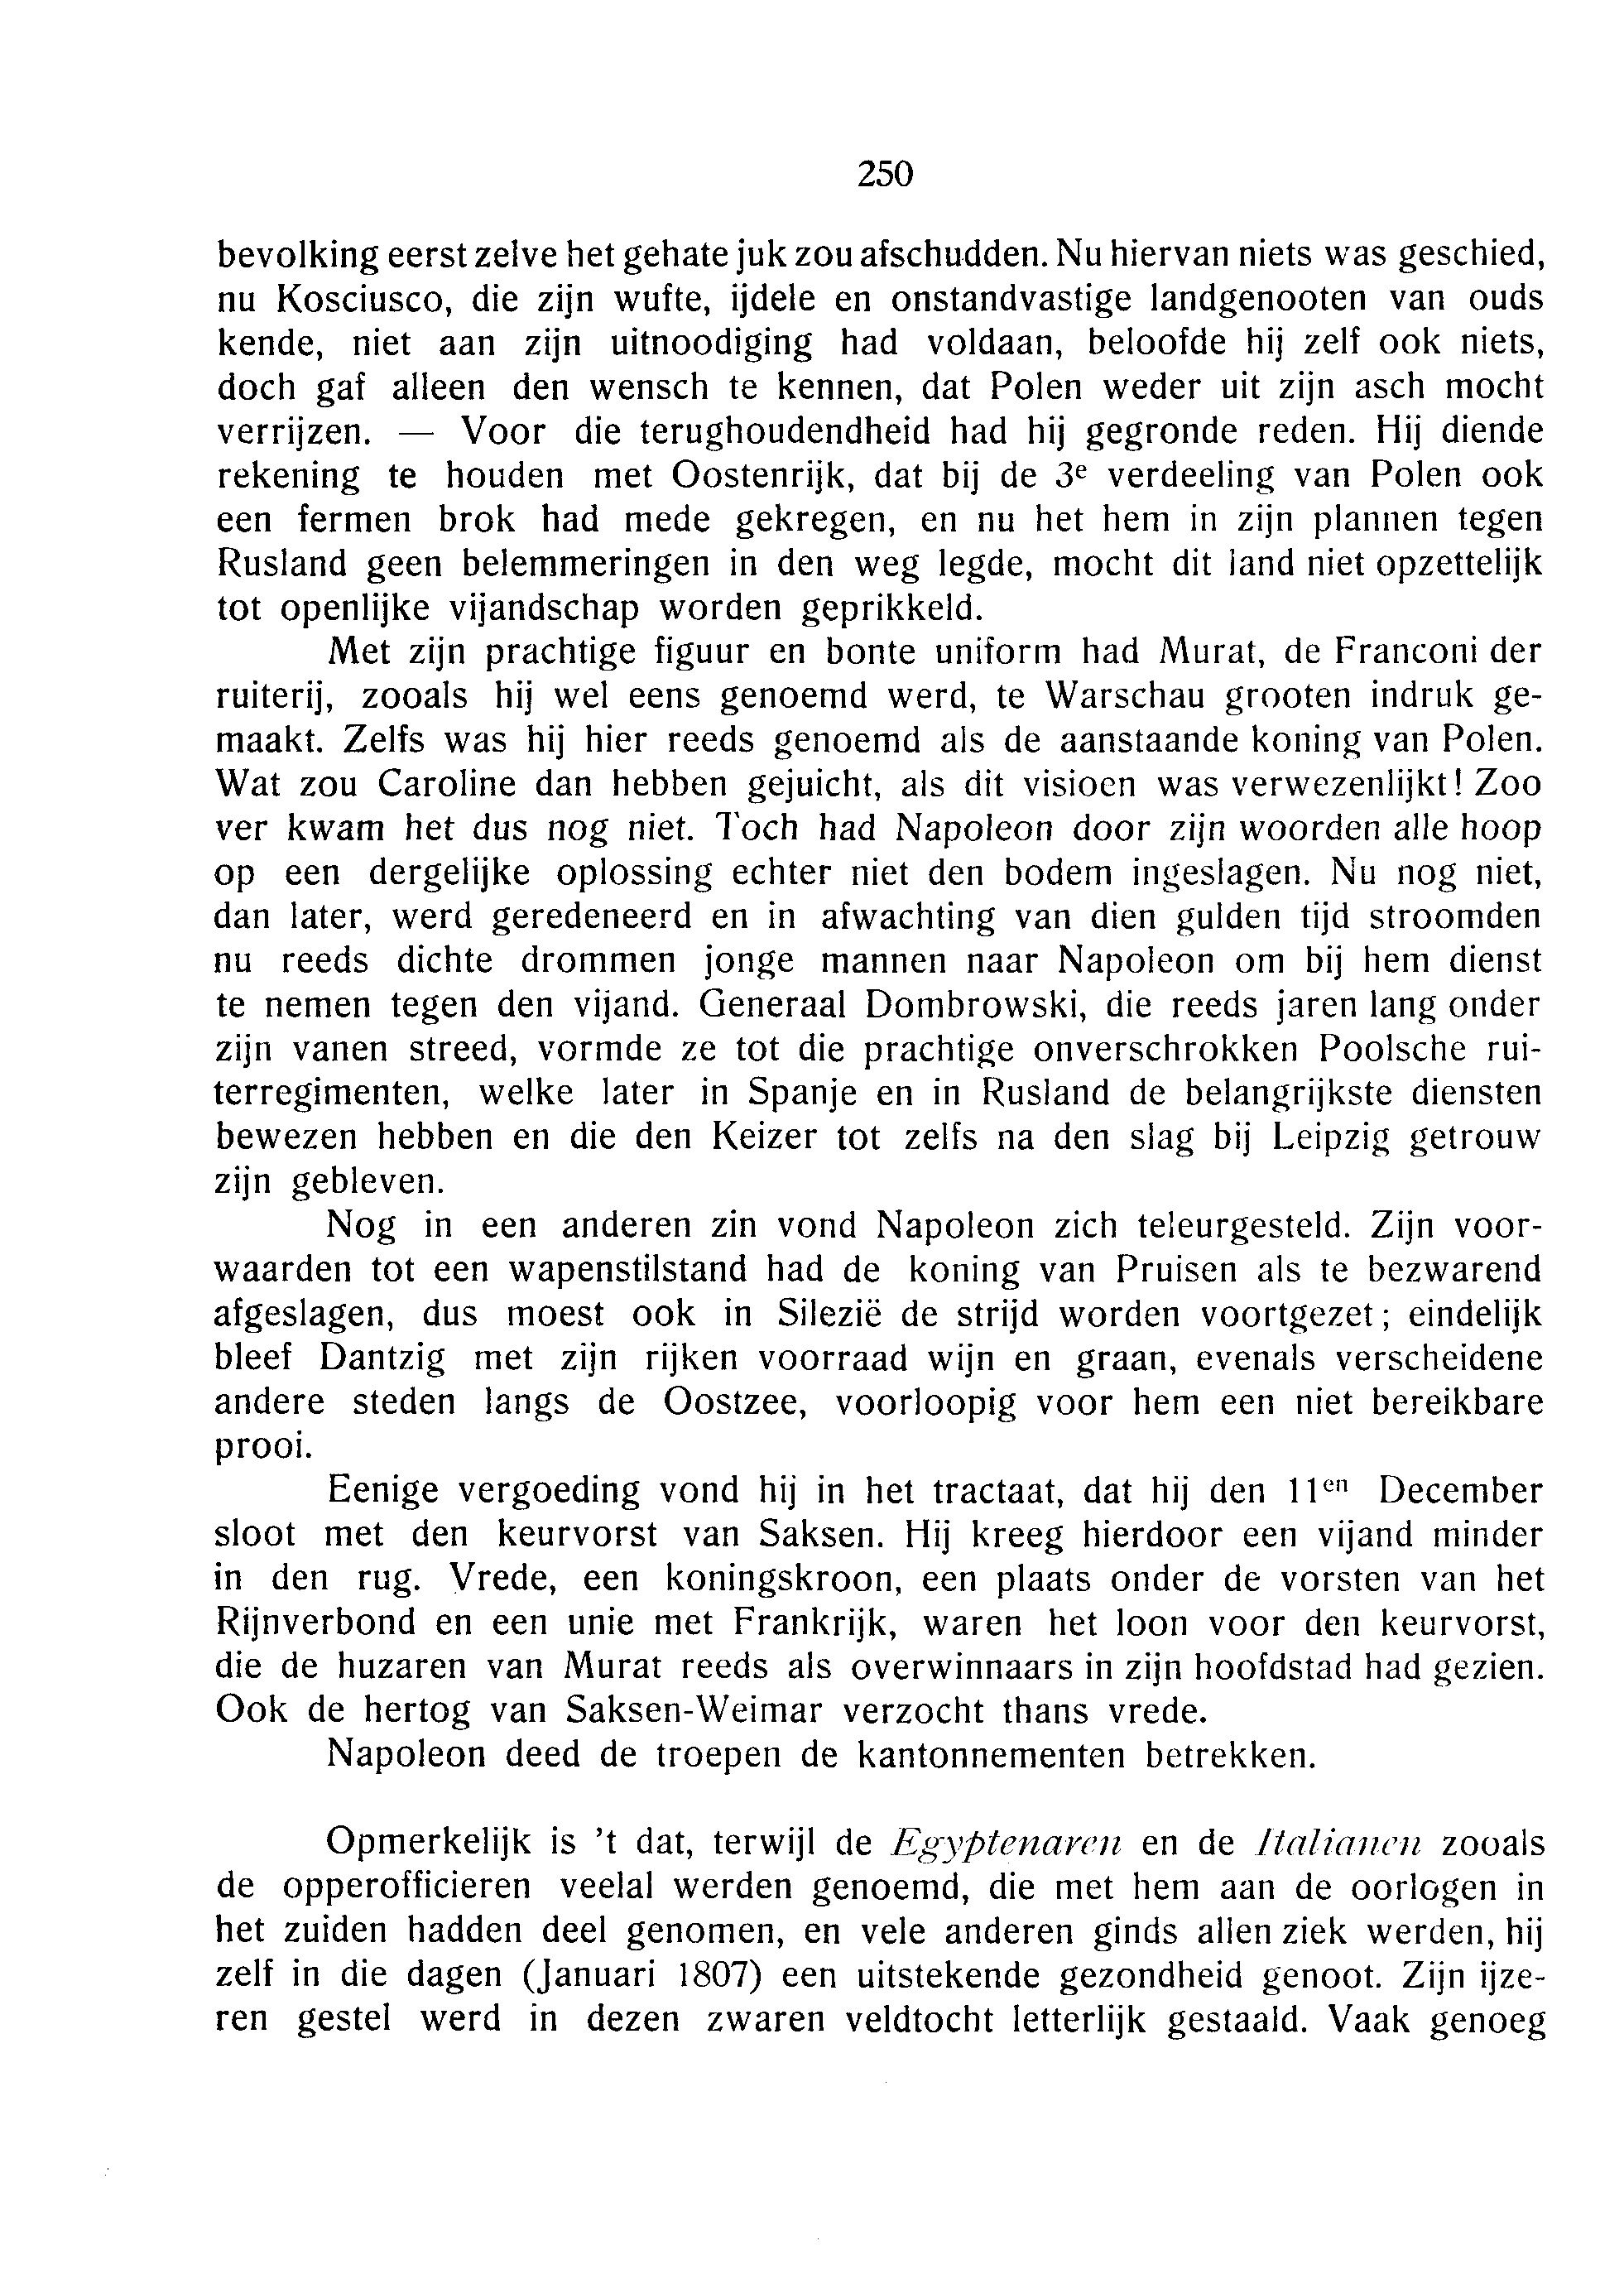 250
bevolking eerst zelve het gehate juk zou afschudden. Nu hiervan niets was geschied,
nu Kosciusco, die zijn wufte, ijdele en onstandvastige landgenooten van ouds
kende, niet aan zijn uitnoodiging had voldaan, beloofde hij zelf ook niets,
doch gaf alleen den wensch te kennen, dat Polen weder uit zijn asch mocht
verrijzen. — Voor die terughoudendheid had hij gegronde reden. Hij diende
rekening te houden met Oostenrijk, dat bij de 3e verdeeling van Polen ook
een fermen brok had mede gekregen, en nu het hem in zijn plannen tegen
Rusland geen belemmeringen in den weg legde, mocht dit land niet opzettelijk
tot openlijke vijandschap worden geprikkeld.
Met zijn prachtige figuur en bonte uniform had Murat, de Franconi der
ruiterij, zooals hij wel eens genoemd werd, te Warschau grooten indruk ge-
maakt. Zelfs was hij hier reeds genoemd als de aanstaande koning van Polen.
Wat zou Caroline dan hebben gejuicht, als dit visioen was verwezenlijkt! Zoo
ver kwam het dus nog niet. Toch had Napoleon door zijn woorden alle hoop
op een dergelijke oplossing echter niet den bodem ingeslagen. Nu nog niet,
dan later, werd geredeneerd en in afwachting van dien gulden tijd stroomden
nu reeds dichte drommen jonge mannen naar Napoleon om bij hem dienst
te nemen tegen den vijand. Generaal Dombrowski, die reeds jaren lang onder
zijn vanen streed, vormde ze tot die prachtige onverschrokken Poolsche rui-
terregimenten, welke later in Spanje en in Rusland de belangrijkste diensten
bewezen hebben en die den Keizer tot zelfs na den slag bij Leipzig getrouw
zijn gebleven.
Nog in een anderen zin vond Napoleon zich teleurgesteld. Zijn voor-
waarden tot een wapenstilstand had de koning van Pruisen als te bezwarend
afgeslagen, dus moest ook in Silezië de strijd worden voortgezet; eindelijk
bleef Dantzig met zijn rijken voorraad wijn en graan, evenals verscheidene
andere steden langs de Oostzee, voorloopig voor hem een niet bereikbare
prooi.
Eenige vergoeding vond hij in het tractaat, dat hij den 11en December
sloot met den keurvorst van Saksen. Hij kreeg hierdoor een vijand minder
in den rug. Vrede, een koningskroon, een plaats onder de vorsten van het
Rijnverbond en een unie met Frankrijk, waren het loon voor den keurvorst,
die de huzaren van Murat reeds als overwinnaars in zijn hoofdstad had gezien.
Ook de hertog van Saksen-Weimar verzocht thans vrede.
Napoleon deed de troepen de kantonnementen betrekken.
Opmerkelijk is 't dat, terwijl de Egyptenaren en de Italianen zooals
de opperofficieren veelal werden genoemd, die met hem aan de oorlogen in
het zuiden hadden deel genomen, en vele anderen ginds allen ziek werden, hij
zelf in die dagen (Januari 1807) een uitstekende gezondheid genoot. Zijn ijze-
ren gestel werd in dezen zwaren veldtocht letterlijk gestaald. Vaak genoeg